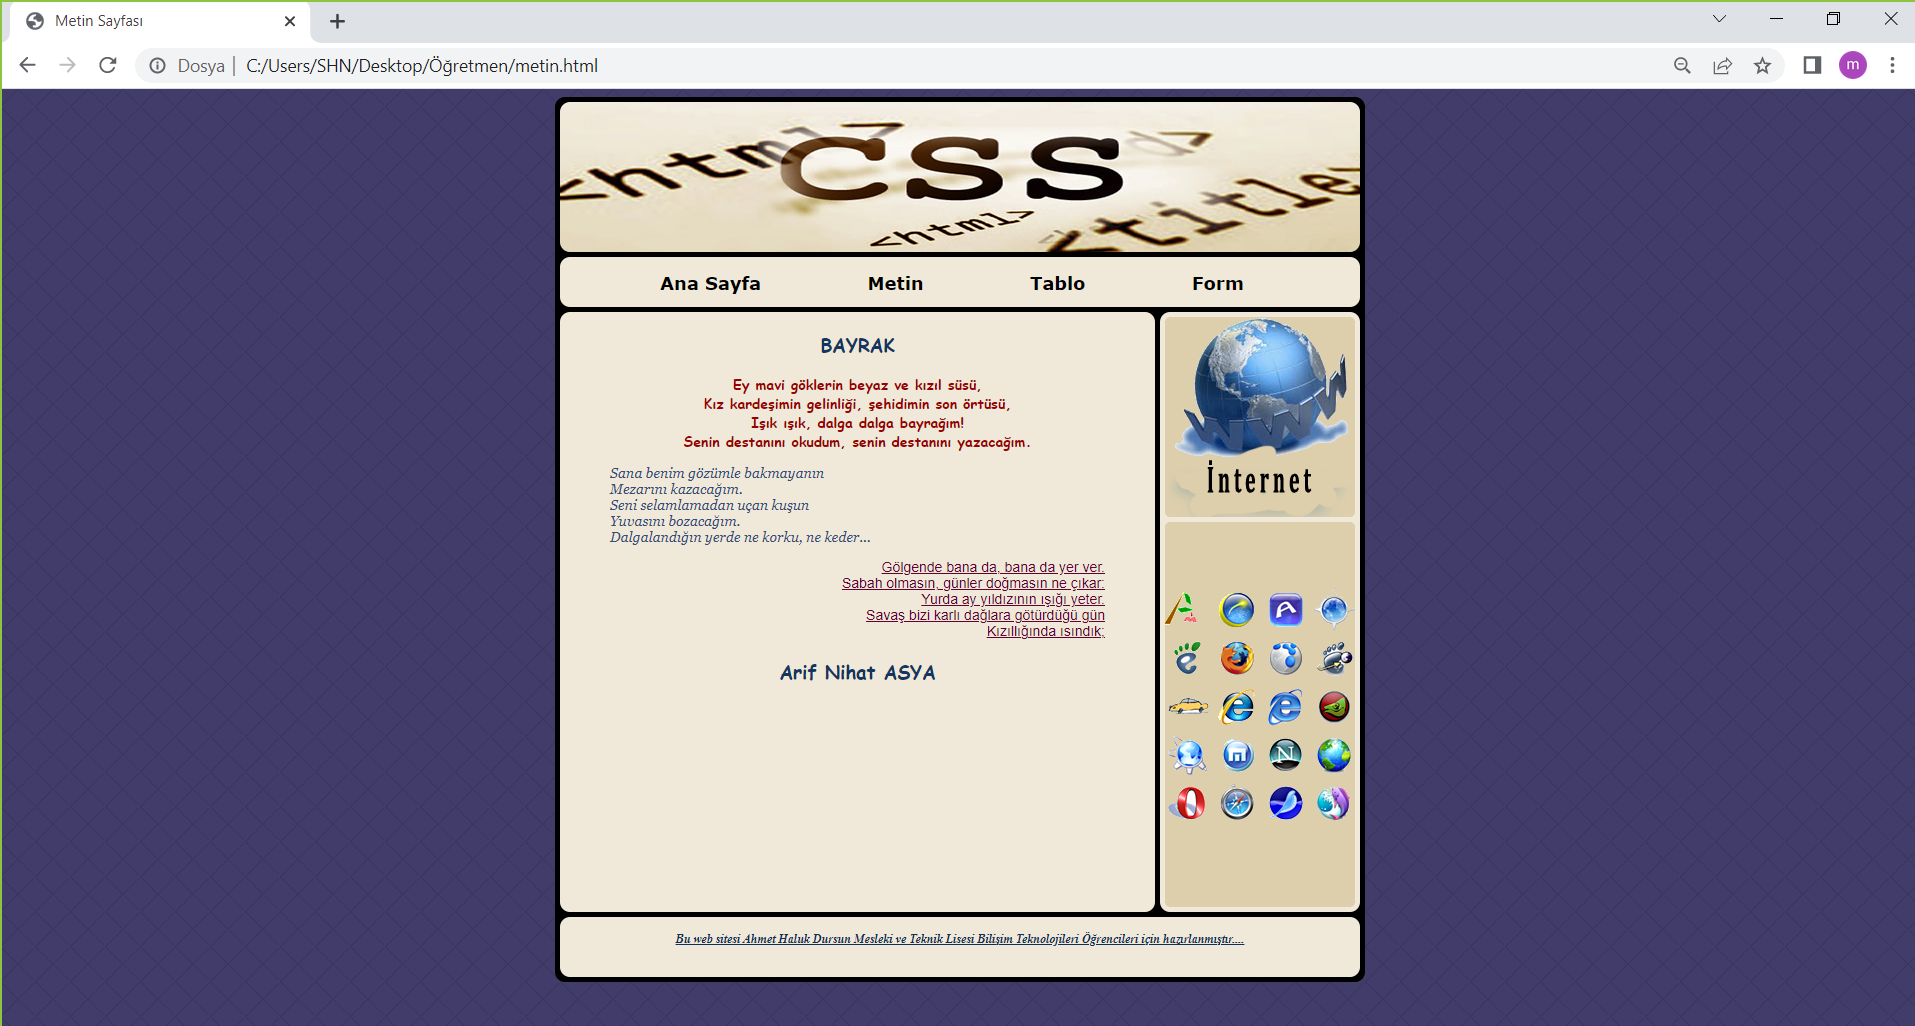 Metin Sayfası
Dosya | C:/Users/SHN/Desktop/Öğretmen/metin.html
m
<html>
CSS
d>
<html>
<title>
Ana Sayfa Metin Tablo Form
BAYRAK
Ey mavi göklerin beyaz ve kızıl süsü,
Kız kardeşimin gelinliği, şehidimin son örtüsü,
Işık ışık, dalga dalga bayrağım!
Senin destanını okudum, senin destanını yazacağım.
Sana benim gözümle bakmayanın
Mezarını kazacağım.
Seni selamlamadan uçan kuşun
Yuvasını bozacağım.
Dalgalandığın yerde ne korku, ne keder...
Gölgende bana da, bana da yer ver.
Sabah olmasın, günler doğmasın ne çıkar:
Yurda ay yıldızının ışığı yeter.
Savaş bizi karlı dağlara götürdüğü gün
Kızıllığında ısındık;
Arif Nihat ASYA
WWW
İnternet
Bu web sitesi Ahmet Haluk Dursun Mesleki ve Teknik Lisesi Bilişim Teknolojileri Öğrencileri için hazırlanmıştır....